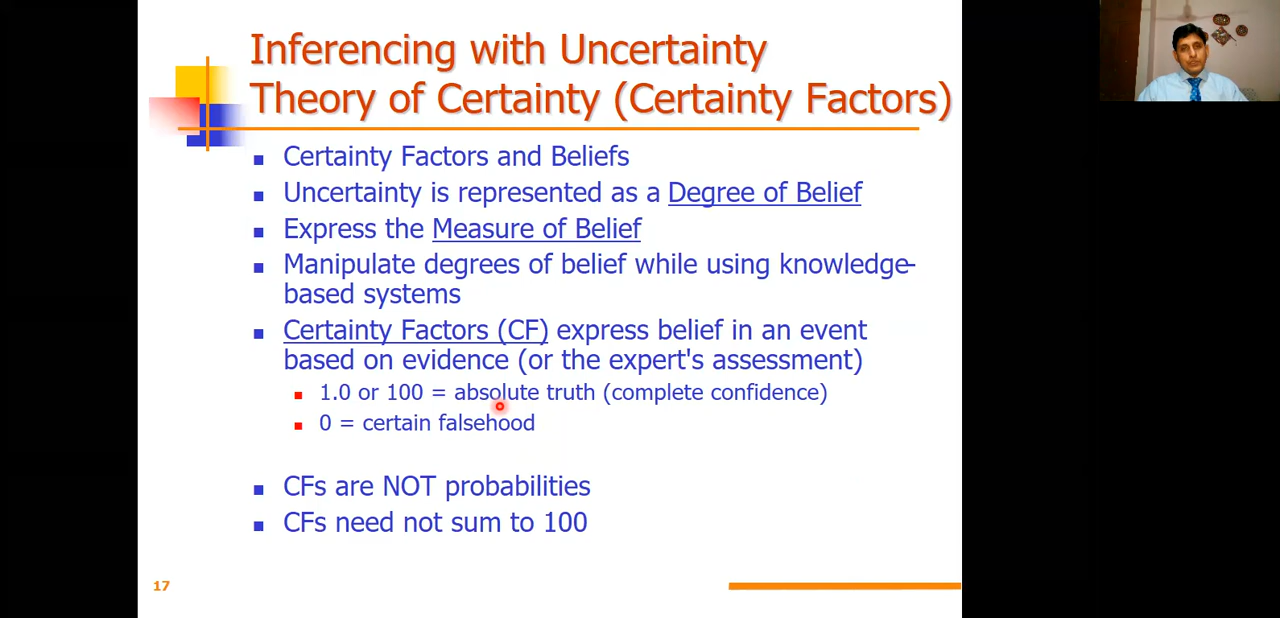 Inferencing with Uncertainty
Theory of Certainty (Certainty Factors)
Certainty Factors and Beliefs
Uncertainty is represented as a Degree of Belief
Express the Measure of Belief
Manipulate degrees of belief while using knowledge-
based systems
Certainty Factors (CF) express belief in an event
based on evidence (or the expert's assessment)
1.0 or 100 = absolute truth (complete confidence)
0 = certain falsehood
CFs are NOT probabilities
CFs need not sum to 100
17